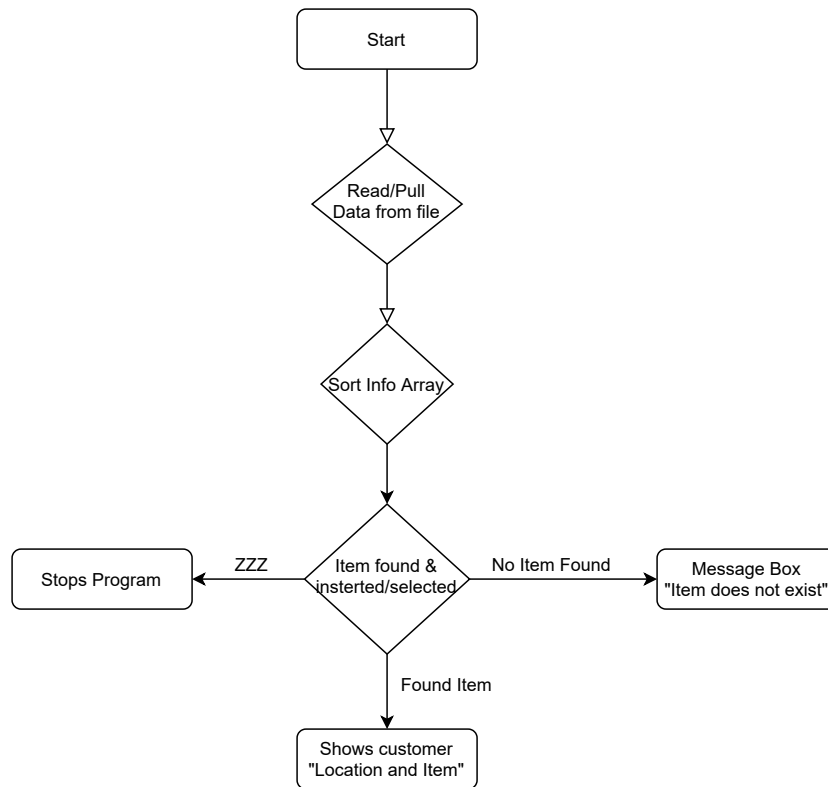 Start
Read/Pull
Data from file
Sort Info Array
ZZZ
Item found &
insterted/selected
No Item Found
Stops Program
Message Box
"Item does not exist"
Found Item
Shows customer
"Location and Item"